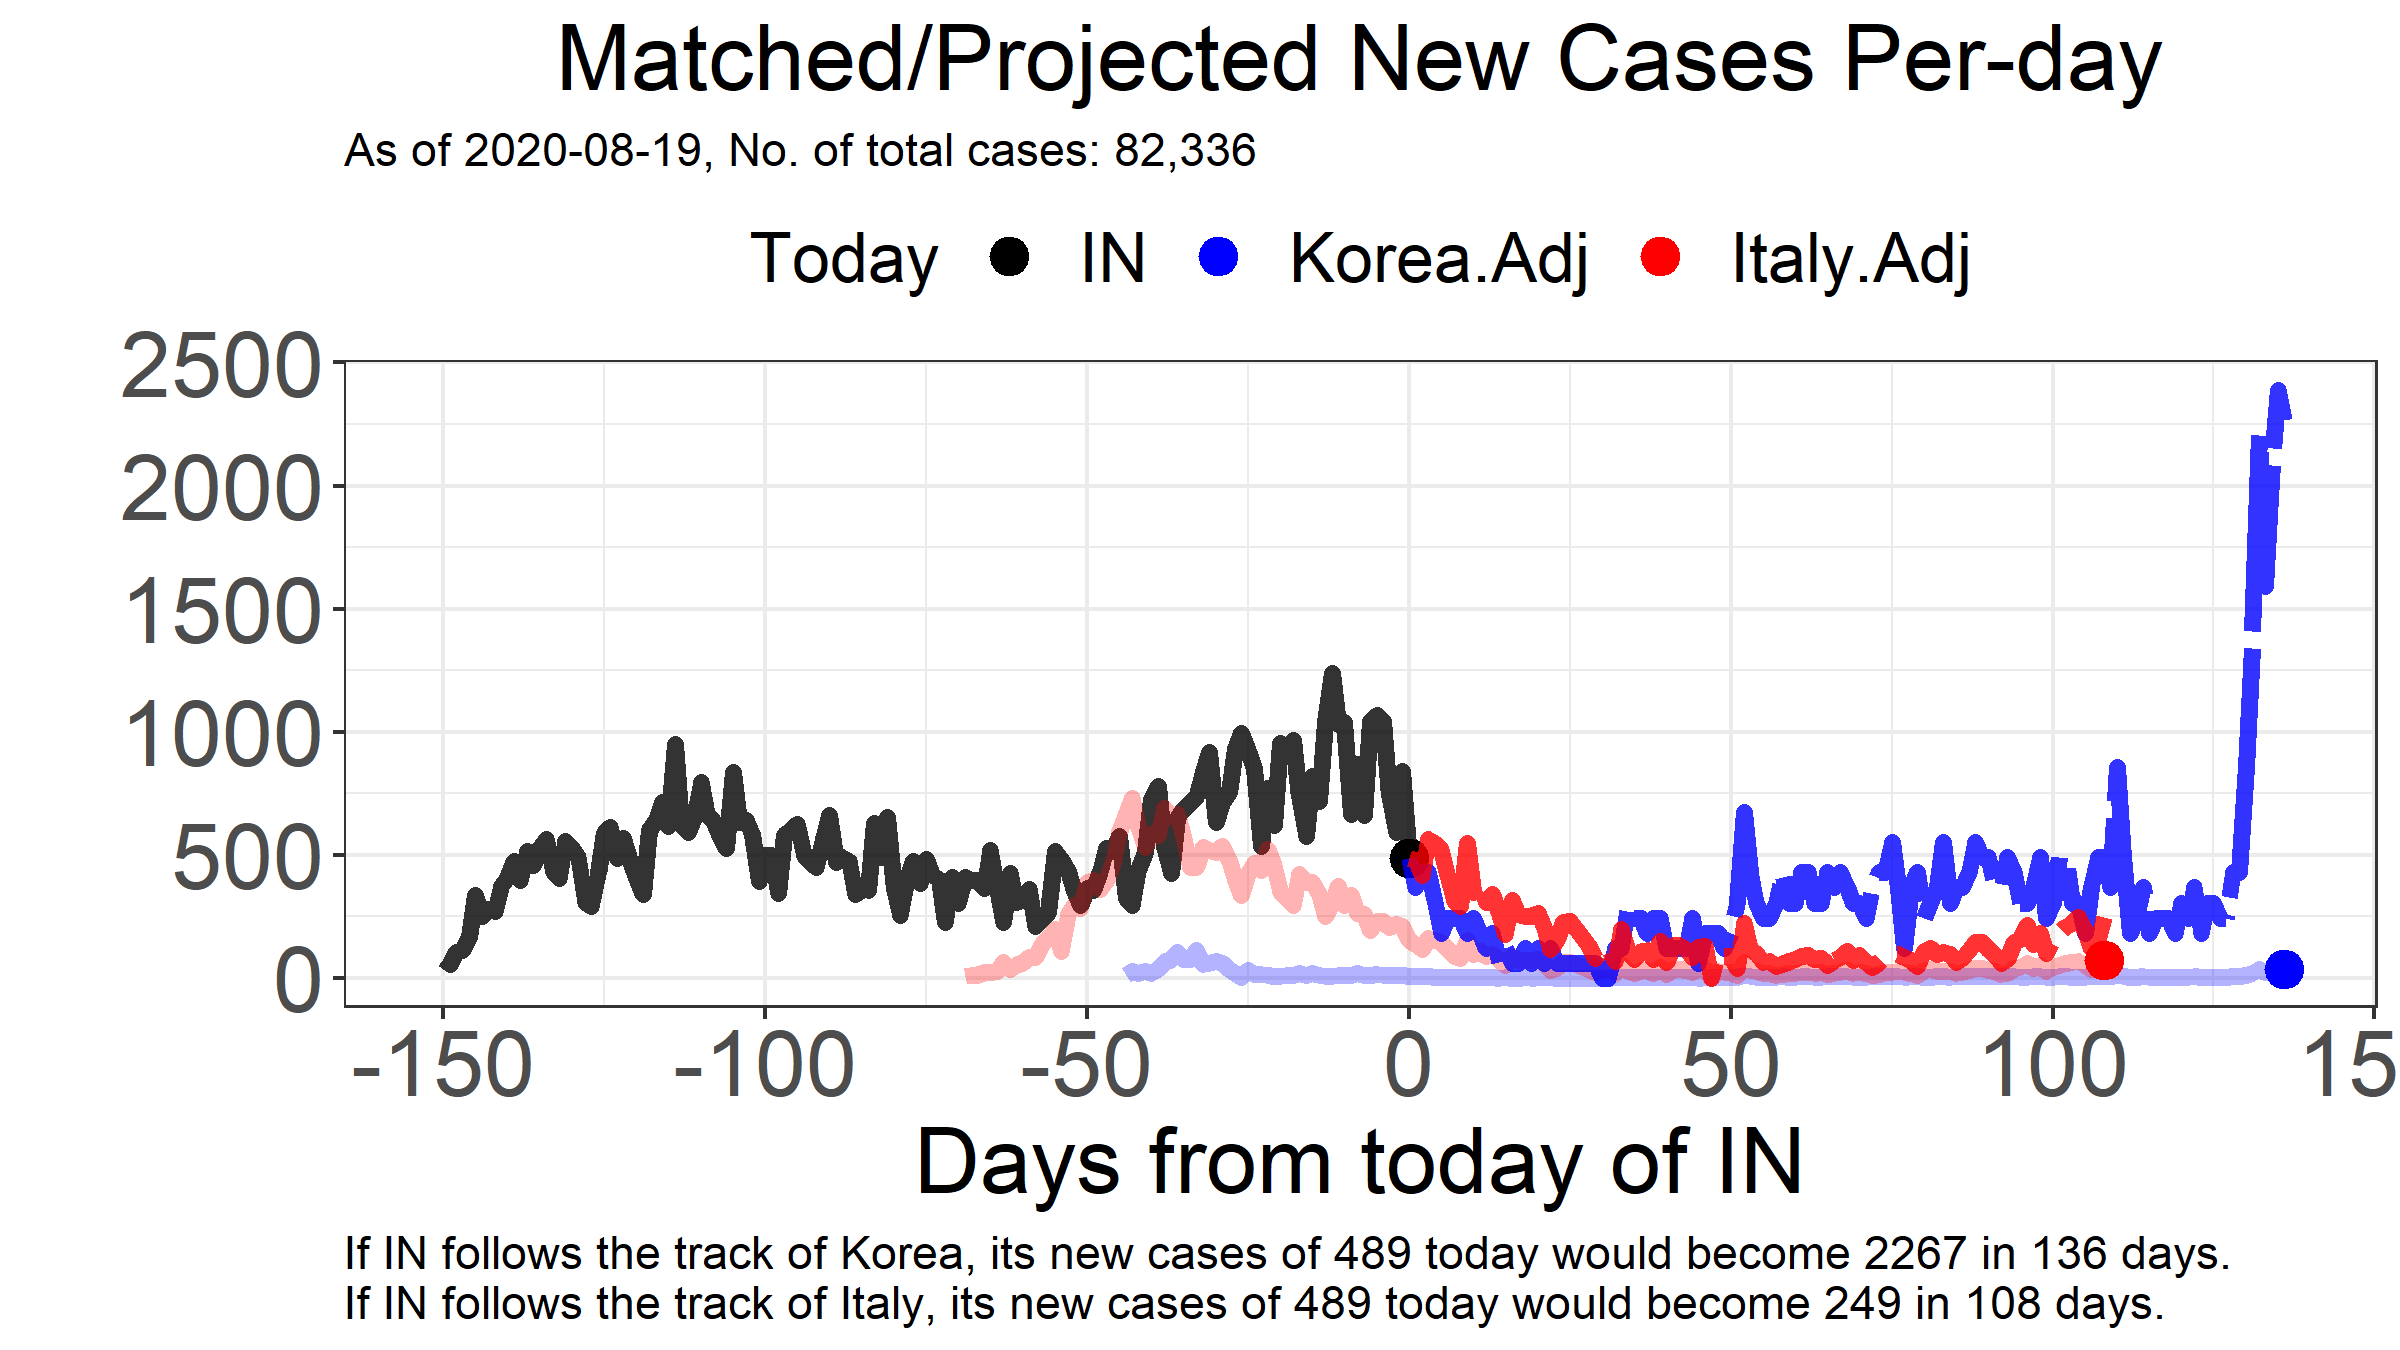 Matched/Projected New Cases Per-day
As of 2020-08-19, No. of total cases: 82,336
Today IN Korea.Adj Italy.Adj
2500
2000
1500
1000
500
0
-150 -100 -50 0 50 100 15
Days from today of IN
If IN follows the track of Korea, its new cases of 489 today would become 2267 in 136 days.
If IN follows the track of Italy, its new cases of 489 today would become 249 in 108 days.